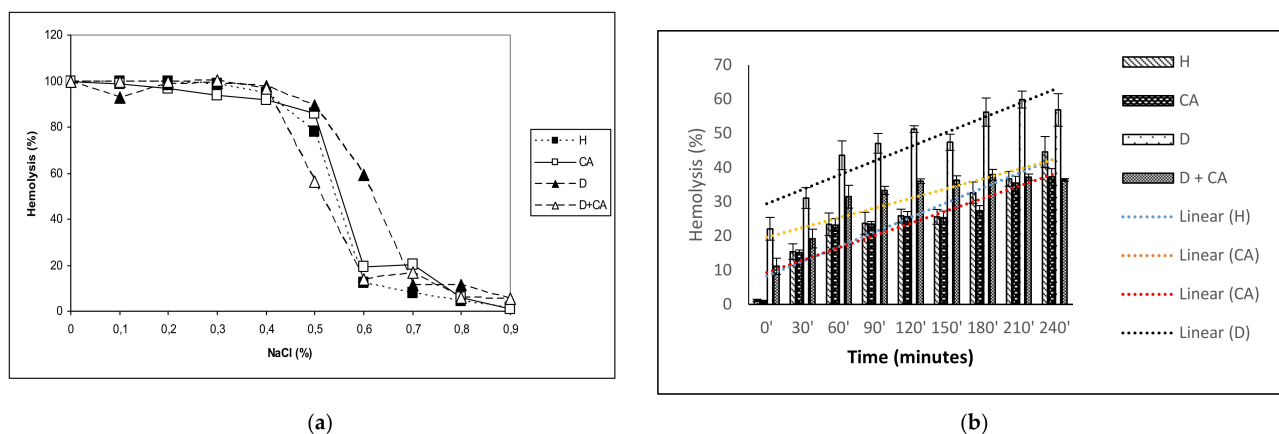 120
100
80
60
40
20
0
Hemolysis (%)
0 0,1 0,2 0,3 0,4 0,5 0,6 0,7 0,8 0,9
NaCl (%)
H
CA
D
D+CA
(a)
70
60
50
40
30
20
10
0
Hemolysis (%)
0' 30' 60' 90' 120' 150' 180' 210' 240'
Time (minutes)
H
CA
D
D + CA
Linear (H)
Linear (CA)
Linear (CA)
Linear (D)
(b)